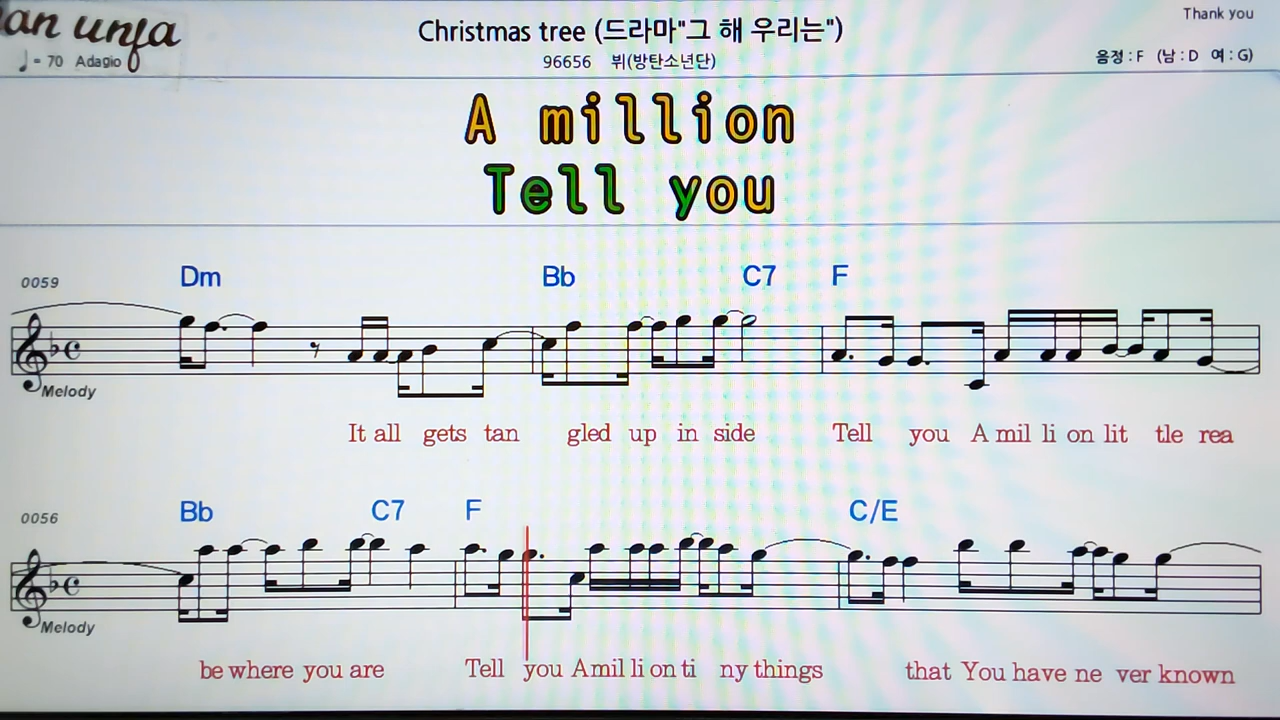 Thank you
Christmas tree (드라마"그 해 우리는")
♩= 70 Adagio
96656 뷔(방탄소년단)
음정 : F (남 : D 여 : G)
A million
Tell you
0059 Dm Bb C7 F
Melody
It all gets tan gled up in side Tell you A mil li on lit tle rea
0056 Bb C7 F C/E
Melody
be where you are Tell you A mil li on ti ny things that You have ne ver known